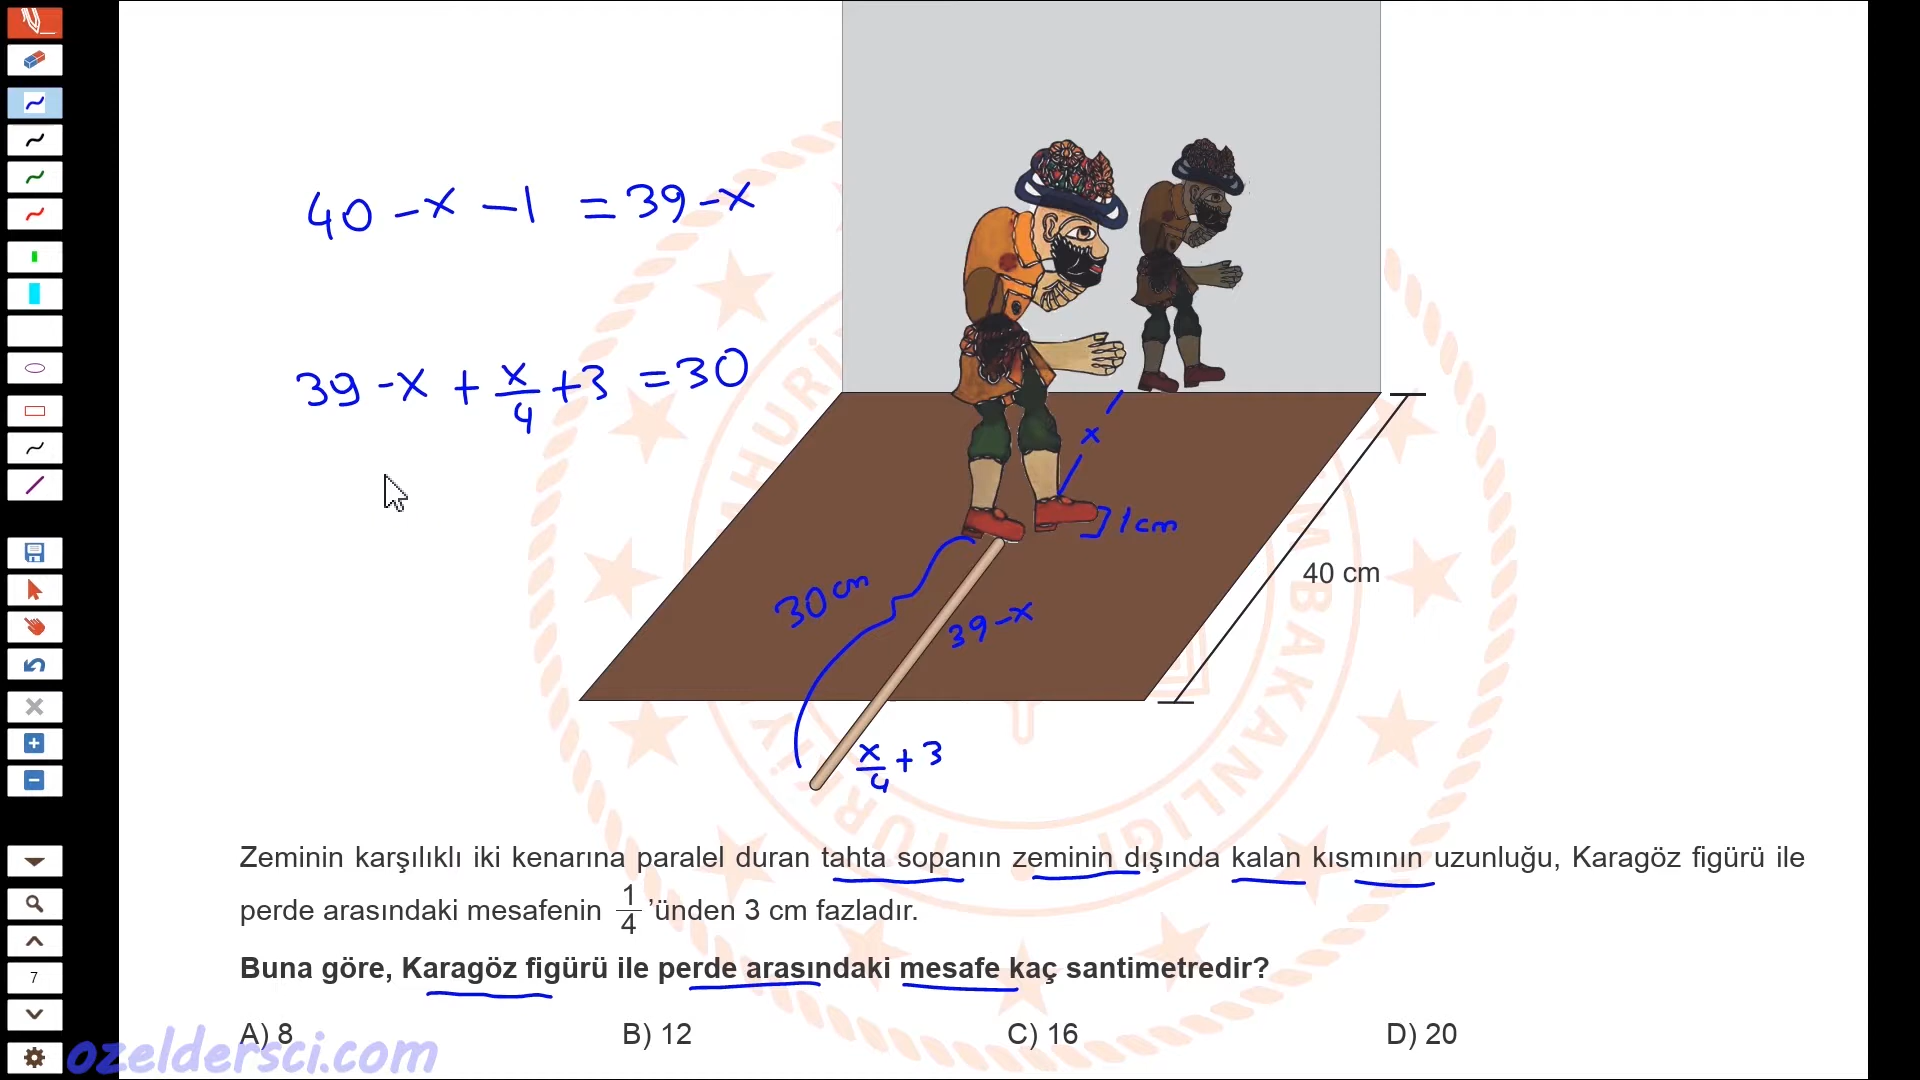 40 - x - 1 = 39 - x
39 - x + x/4 + 3 = 30
x
1 cm
30 cm
39 - x
40 cm
x/4 + 3
Zeminin karşılıklı iki kenarına paralel duran tahta sopanın zeminin dışında kalan kısmının uzunluğu, Karagöz figürü ile
perde arasındaki mesafenin 1/4 'ünden 3 cm fazladır.
Buna göre, Karagöz figürü ile perde arasındaki mesafe kaç santimetredir?
A) 8 B) 12 C) 16 D) 20
7
ozeldersci.com